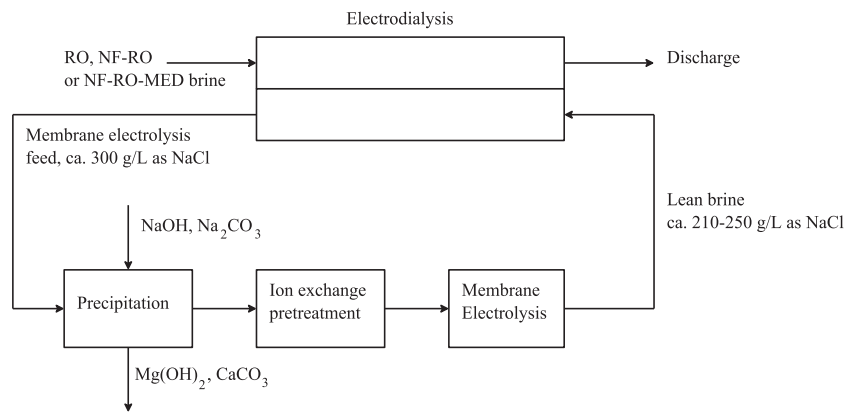 Electrodialysis
RO, NF-RO
or NF-RO-MED brine
Discharge
Membrane electrolysis
feed, ca. 300 g/L as NaCl
Lean brine
ca. 210-250 g/L as NaCl
NaOH, Na2CO3
Precipitation
Ion exchange
pretreatment
Membrane
Electrolysis
Mg(OH)2, CaCO3